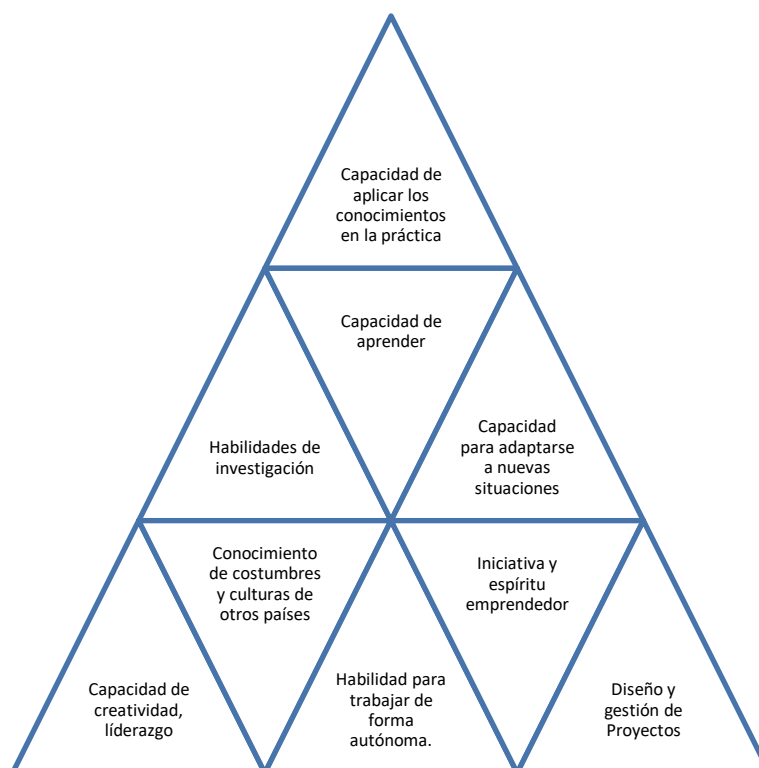 Capacidad de
aplicar los
conocimientos
en la práctica
Capacidad de
aprender
Habilidades de
investigación
Capacidad
para adaptarse
a nuevas
situaciones
Conocimiento
de costumbres
y culturas de
otros países
Iniciativa y
espíritu
emprendedor
Capacidad de
creatividad,
líderazgo
Habilidad para
trabajar de
forma
autónoma.
Diseño y
gestión de
Proyectos